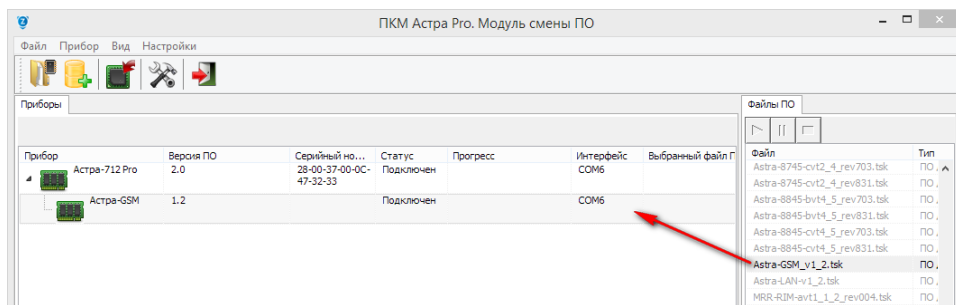 ПКМ Астра Pro. Модуль смены ПО
Файл Прибор Вид Настройки
Приборы
Файлы ПО
Прибор Версия ПО Серийный но... Статус Прогресс Интерфейс Выбранный файл П
Астра-712 Pro 2.0 28-00-37-00-0C-47-32-33 Подключен COM6
Астра-GSM 1.2 Подключен COM6
Файл Тип
Astra-8745-cvt2_4_rev703.tsk ПО,
Astra-8745-cvt2_4_rev831.tsk ПО,
Astra-8845-bvt4_5_rev703.tsk ПО,
Astra-8845-bvt4_5_rev831.tsk ПО,
Astra-8845-cvt4_5_rev703.tsk ПО,
Astra-8845-cvt4_5_rev831.tsk ПО,
Astra-GSM_v1_2.tsk ПО,
Astra-LAN-v1_2.tsk ПО,
MRR-RIM-avt1_1_2_rev004.tsk ПО,